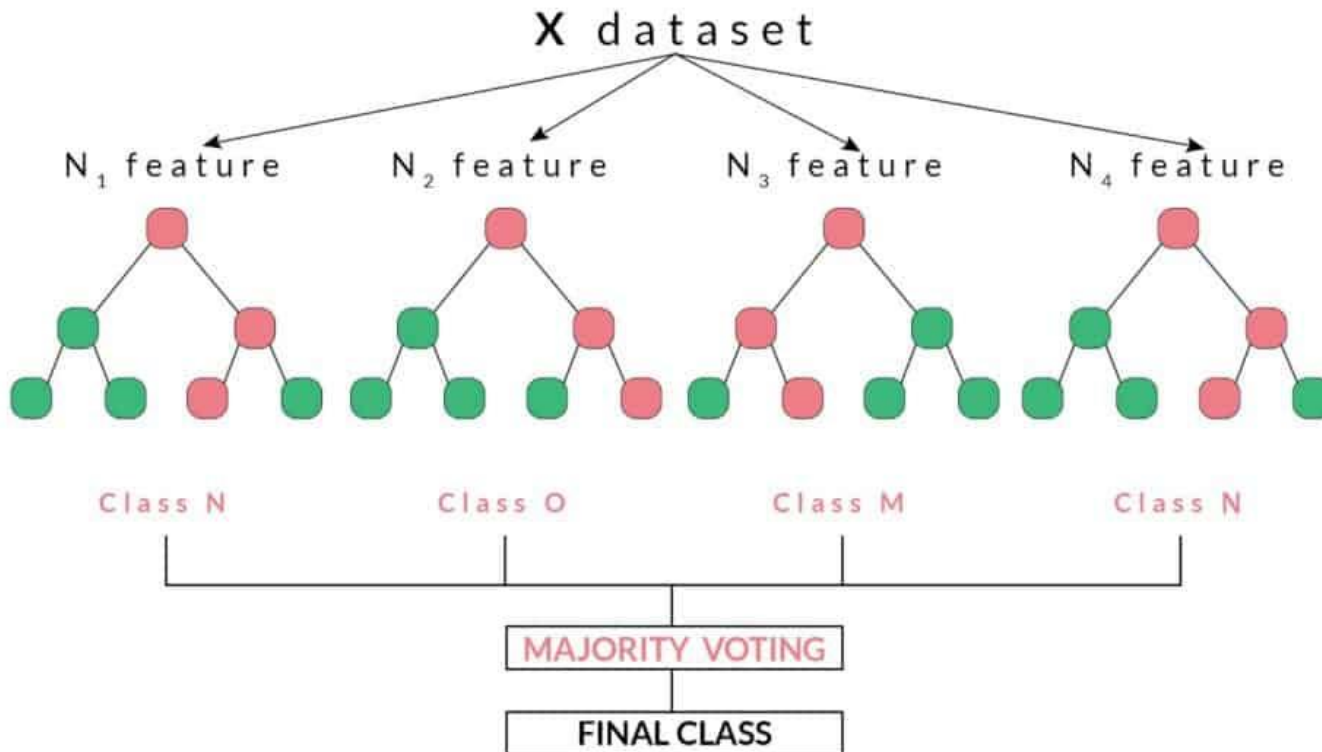 X dataset
N₁ feature N₂ feature N₃ feature N₄ feature
Class N Class O Class M Class N
MAJORITY VOTING
FINAL CLASS